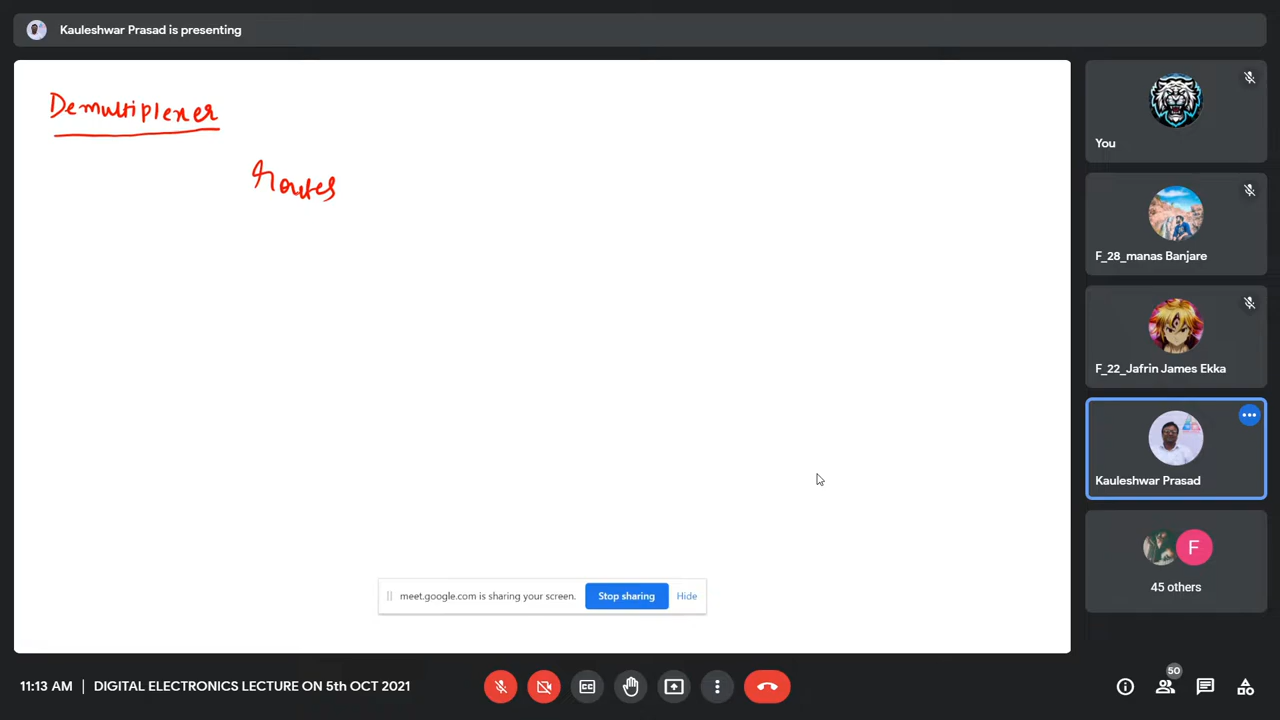 Kauleshwar Prasad is presenting
Demultiplexer
routes
You
F_28_manas Banjare
F_22_Jafrin James Ekka
Kauleshwar Prasad
F
45 others
meet.google.com is sharing your screen.
Stop sharing
Hide
11:13 AM | DIGITAL ELECTRONICS LECTURE ON 5th OCT 2021
CC
50